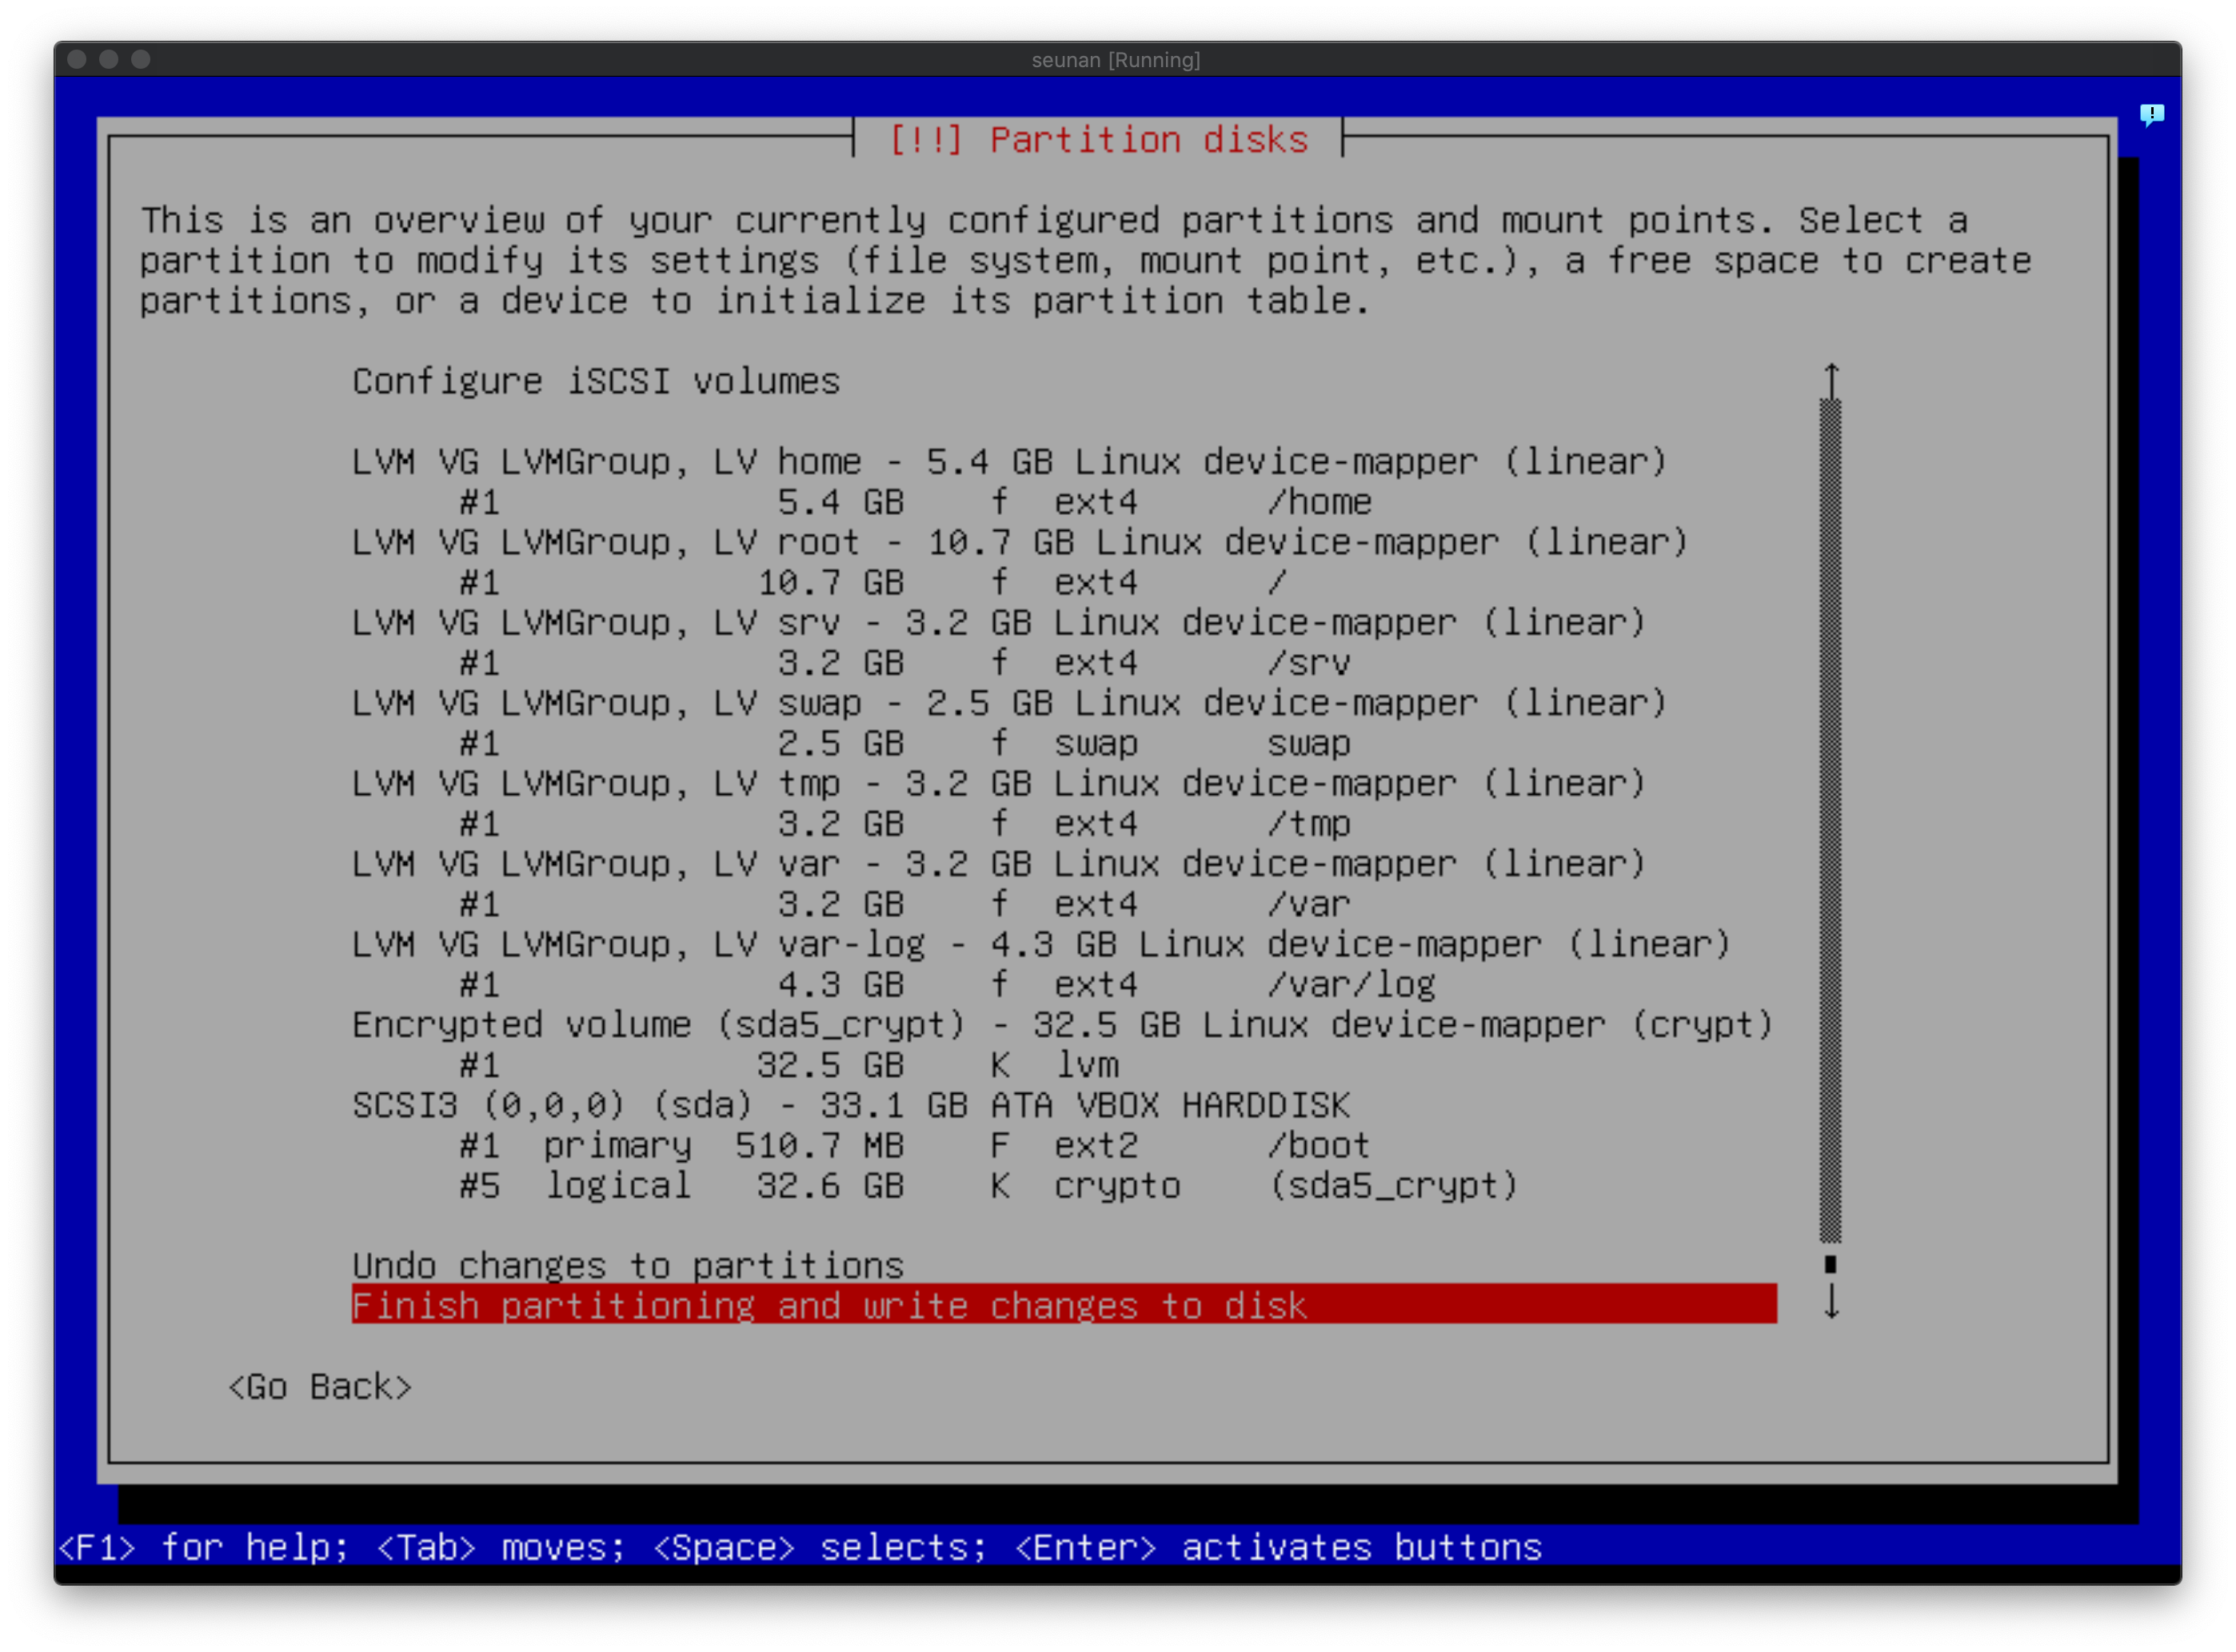 seunan [Running]
[!!] Partition disks
This is an overview of your currently configured partitions and mount points. Select a
partition to modify its settings (file system, mount point, etc.), a free space to create
partitions, or a device to initialize its partition table.
Configure iSCSI volumes
LVM VG LVMGroup, LV home - 5.4 GB Linux device-mapper (linear)
#1 5.4 GB f ext4 /home
LVM VG LVMGroup, LV root - 10.7 GB Linux device-mapper (linear)
#1 10.7 GB f ext4 /
LVM VG LVMGroup, LV srv - 3.2 GB Linux device-mapper (linear)
#1 3.2 GB f ext4 /srv
LVM VG LVMGroup, LV swap - 2.5 GB Linux device-mapper (linear)
#1 2.5 GB f swap swap
LVM VG LVMGroup, LV tmp - 3.2 GB Linux device-mapper (linear)
#1 3.2 GB f ext4 /tmp
LVM VG LVMGroup, LV var - 3.2 GB Linux device-mapper (linear)
#1 3.2 GB f ext4 /var
LVM VG LVMGroup, LV var-log - 4.3 GB Linux device-mapper (linear)
#1 4.3 GB f ext4 /var/log
Encrypted volume (sda5_crypt) - 32.5 GB Linux device-mapper (crypt)
#1 32.5 GB K lvm
SCSI3 (0,0,0) (sda) - 33.1 GB ATA VBOX HARDDISK
#1 primary 510.7 MB F ext2 /boot
#5 logical 32.6 GB K crypto (sda5_crypt)
Undo changes to partitions
Finish partitioning and write changes to disk
<Go Back>
<F1> for help; <Tab> moves; <Space> selects; <Enter> activates buttons